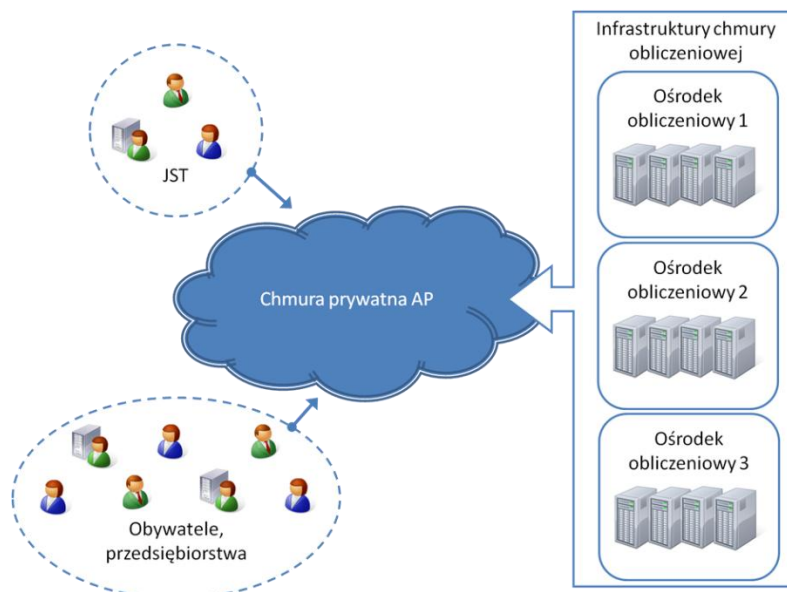 Infrastruktury chmury
obliczeniowej
Ośrodek
obliczeniowy 1
JST
Ośrodek
obliczeniowy 2
Chmura prywatna AP
Ośrodek
obliczeniowy 3
Obywatele,
przedsiębiorstwa